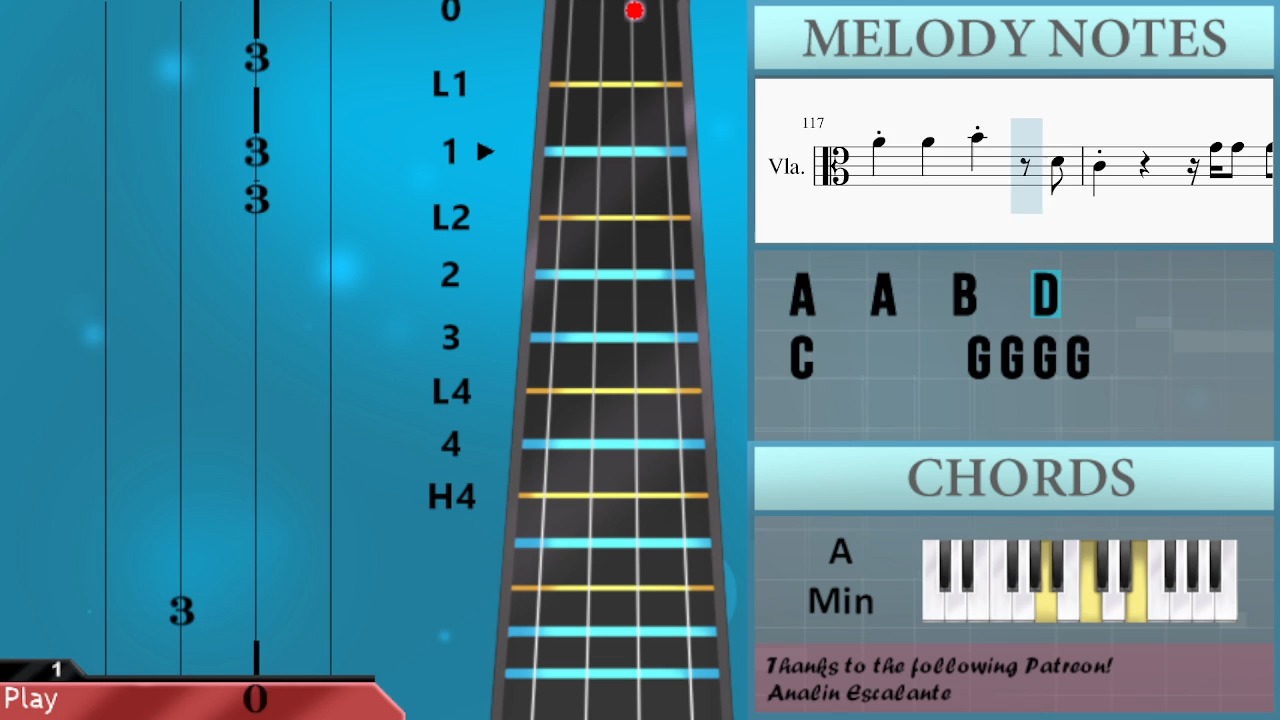 0
3
L1
1
3
3
L2
2
3
L4
4
H4
3
1
Play
0
MELODY NOTES
117
Vla.
A A B D
C GGGG
CHORDS
A
Min
Thanks to the following Patreon!
Analin Escalante